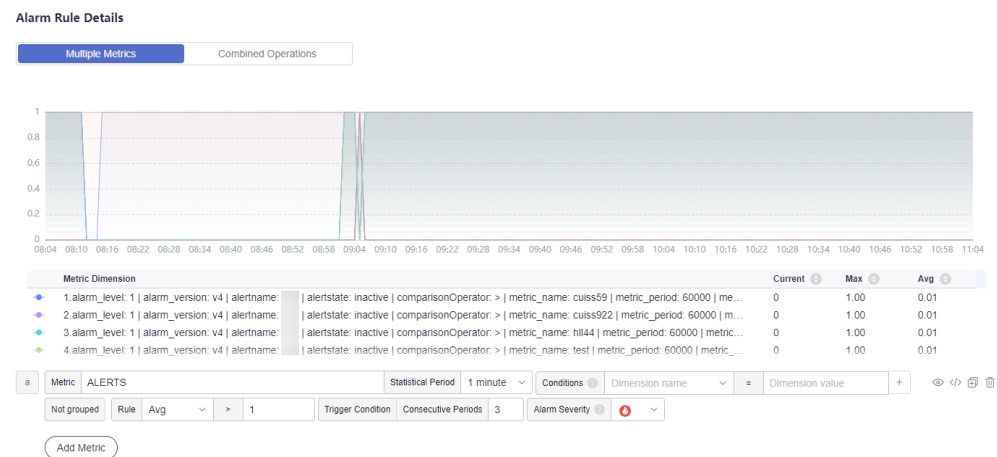 Alarm Rule Details
Multiple Metrics Combined Operations
1
0.8
0.6
0.4
0.2
0
08:04 08:10 08:16 08:22 08:28 08:34 08:40 08:46 08:52 08:58 09:04 09:10 09:16 09:22 09:28 09:34 09:40 09:46 09:52 09:58 10:04 10:10 10:16 10:22 10:28 10:34 10:40 10:46 10:52 10:58 11:04
Metric Dimension Current Max Avg
1.alarm_level: 1 | alarm_version: v4 | alertname: | alertstate: inactive | comparisonOperator: > | metric_name: cuiss59 | metric_period: 60000 | me... 0 1.00 0.01
2.alarm_level: 1 | alarm_version: v4 | alertname: | alertstate: inactive | comparisonOperator: > | metric_name: cuiss922 | metric_period: 60000 | m... 0 1.00 0.01
3.alarm_level: 1 | alarm_version: v4 | alertname: | alertstate: inactive | comparisonOperator: > | metric_name: hll44 | metric_period: 60000 | metric... 0 1.00 0.01
4.alarm_level: 1 | alarm_version: v4 | alertname: | alertstate: inactive | comparisonOperator: > | metric_name: test | metric_period: 60000 | metric_... 0 1.00 0.01
a Metric ALERTS Statistical Period 1 minute Conditions ? Dimension name = Dimension value +
Not grouped Rule Avg > 1 Trigger Condition Consecutive Periods 3 Alarm Severity ?
Add Metric